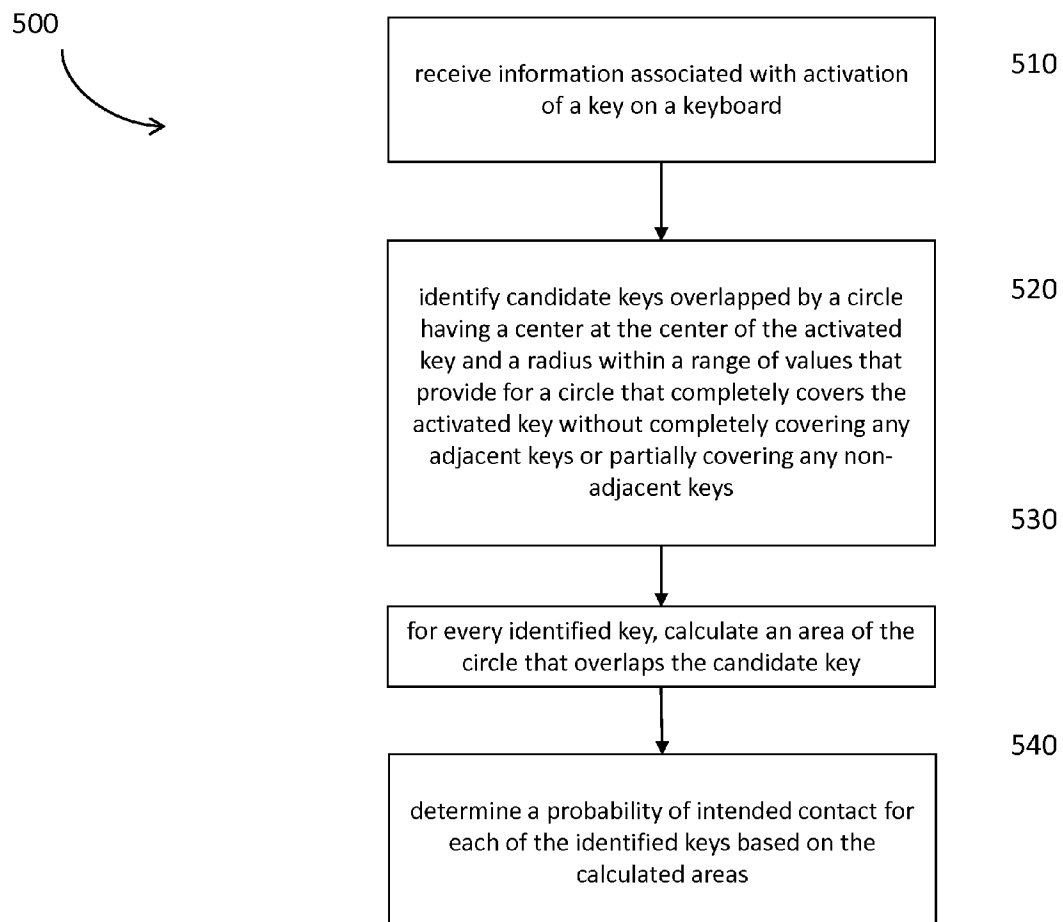 500
receive information associated with activation
of a key on a keyboard
510
identify candidate keys overlapped by a circle
having a center at the center of the activated
key and a radius within a range of values that
provide for a circle that completely covers the
activated key without completely covering any
adjacent keys or partially covering any non-
adjacent keys
520
for every identified key, calculate an area of the
circle that overlaps the candidate key
530
determine a probability of intended contact for
each of the identified keys based on the
calculated areas
540